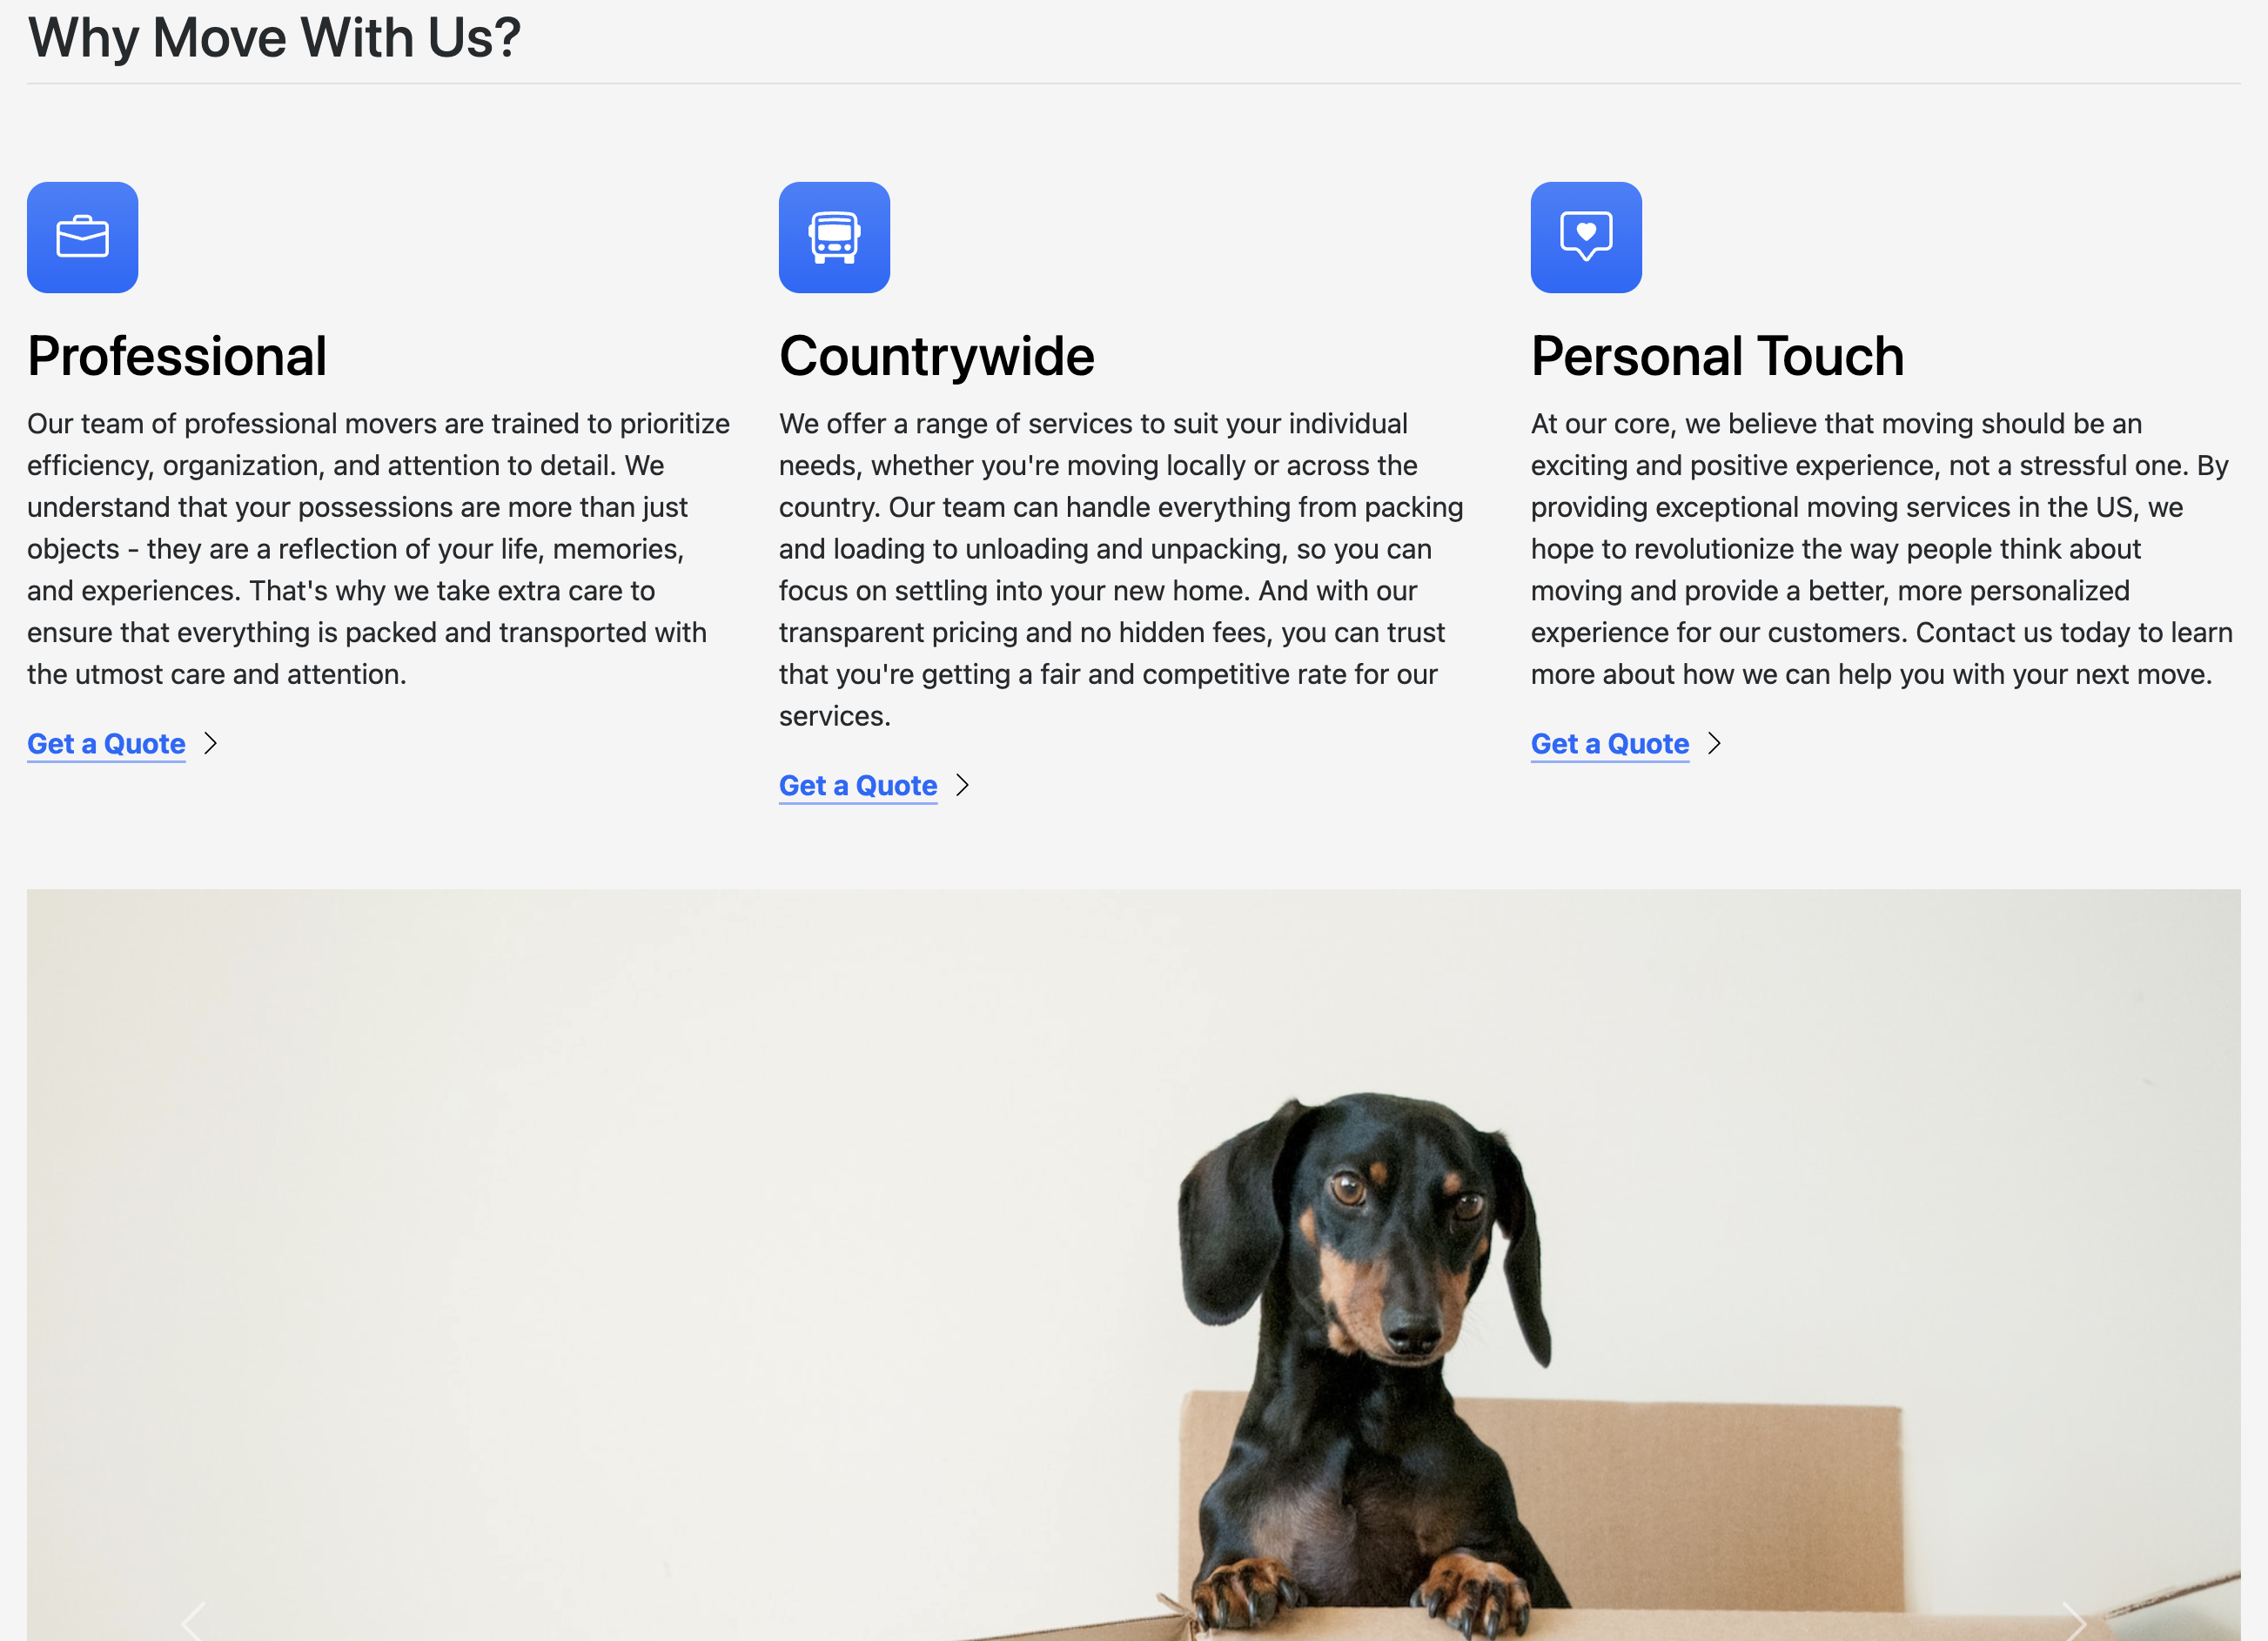 Why Move With Us?
Professional
Our team of professional movers are trained to prioritize
efficiency, organization, and attention to detail. We
understand that your possessions are more than just
objects - they are a reflection of your life, memories,
and experiences. That's why we take extra care to
ensure that everything is packed and transported with
the utmost care and attention.
Get a Quote
Countrywide
We offer a range of services to suit your individual
needs, whether you're moving locally or across the
country. Our team can handle everything from packing
and loading to unloading and unpacking, so you can
focus on settling into your new home. And with our
transparent pricing and no hidden fees, you can trust
that you're getting a fair and competitive rate for our
services.
Get a Quote
Personal Touch
At our core, we believe that moving should be an
exciting and positive experience, not a stressful one. By
providing exceptional moving services in the US, we
hope to revolutionize the way people think about
moving and provide a better, more personalized
experience for our customers. Contact us today to learn
more about how we can help you with your next move.
Get a Quote